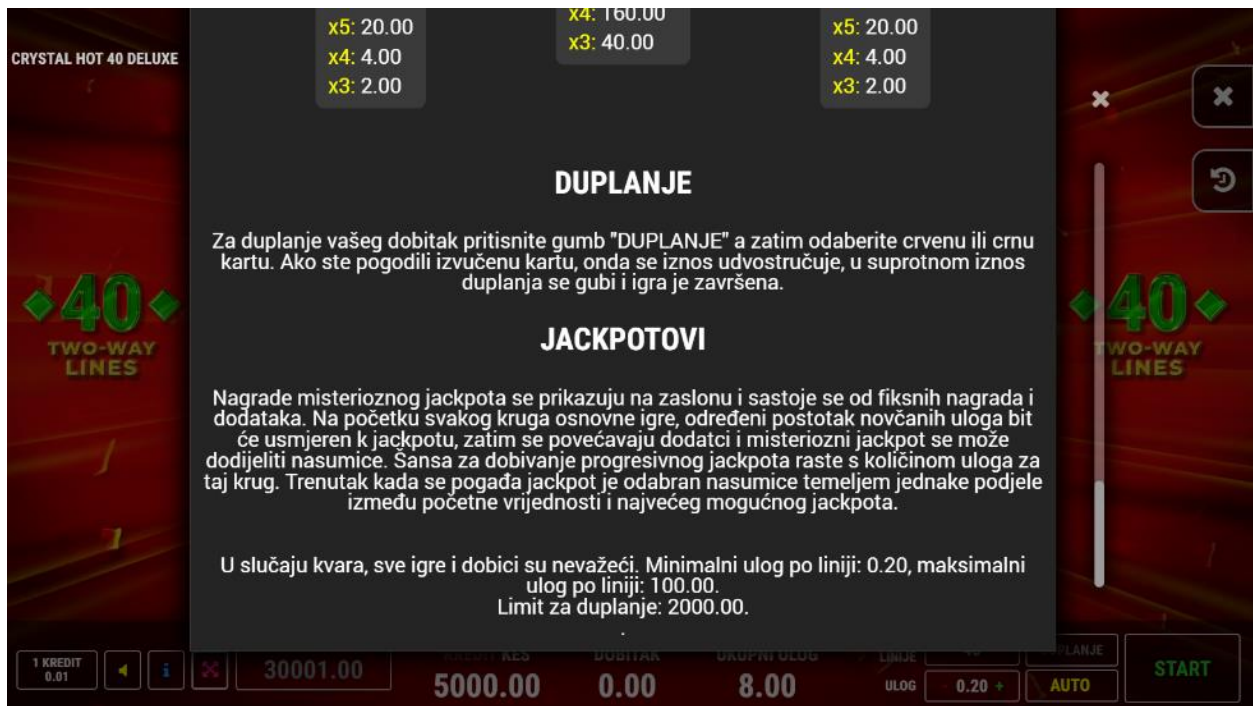 CRYSTAL HOT 40 DELUXE
x5: 20.00
x4: 4.00
x3: 2.00
x4: 160.00
x3: 40.00
x5: 20.00
x4: 4.00
x3: 2.00
DUPLANJE
Za duplanje vašeg dobitak pritisnite gumb "DUPLANJE" a zatim odaberite crvenu ili crnu
kartu. Ako ste pogodili izvučenu kartu, onda se iznos udvostručuje, u suprotnom iznos
duplanja se gubi i igra je završena.
JACKPOTOVI
Nagrade misterioznog jackpota se prikazuju na zaslonu i sastoje se od fiksnih nagrada i
dodataka. Na početku svakog kruga osnovne igre, određeni postotak novčanih uloga bit
će usmjeren k jackpotu, zatim se povećavaju dodatci i misteriozni jackpot se može
dodijeliti nasumice. Šansa za dobivanje progresivnog jackpota raste s količinom uloga za
taj krug. Trenutak kada se pogađa jackpot je odabran nasumice temeljem jednake podjele
između početne vrijednosti i najvećeg mogućnog jackpota.
U slučaju kvara, sve igre i dobici su nevažeći. Minimalni ulog po liniji: 0.20, maksimalni
ulog po liniji: 100.00.
Limit za duplanje: 2000.00.
.
40
TWO-WAY
LINES
40
TWO-WAY
LINES
1 KREDIT
0.01
i
30001.00
KEŠ
5000.00
DOBITAK
0.00
UKUPNI ULOG
8.00
LINIJE
40
ULOG
0.20 +
AUTO
START